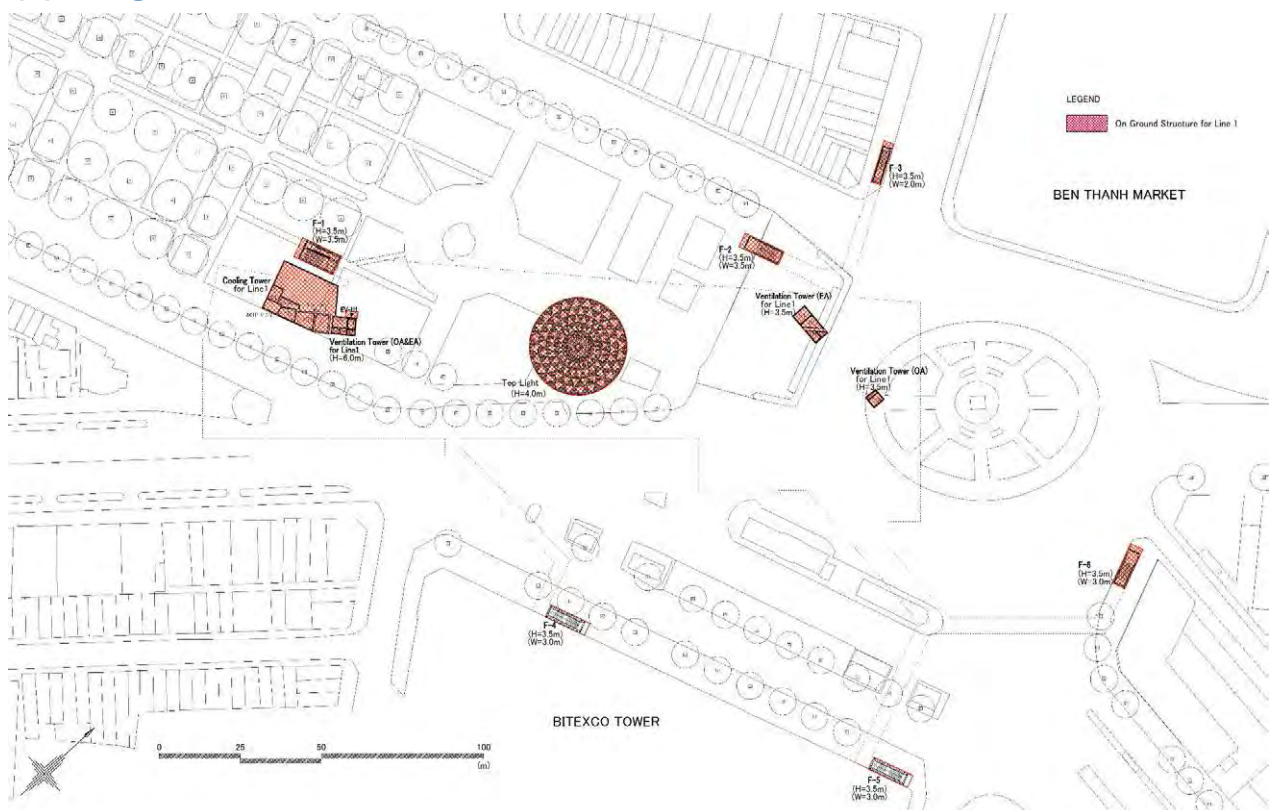 LEGEND
On Ground Structure for Line 1
BEN THANH MARKET
F-3
(H=3.5m)
(W=2.0m)
F-1
(H=3.5m)
(W=3.5m)
F-2
(H=3.5m)
(W=3.5m)
Cooling Tower
for Line1
Ventilation Tower (OA&EA)
for Line1
(H=6.0m)
Ventilation Tower (EA)
for Line1
(H=3.5m)
Top Light
(H=4.0m)
Ventilation Tower (OA)
for Line1
(H=3.5m)
F-6
(H=3.5m)
(W=3.0m)
F-4
(H=3.5m)
(W=3.0m)
BITEXCO TOWER
F-5
(H=3.5m)
(W=3.0m)
0 25 50 100
(m)